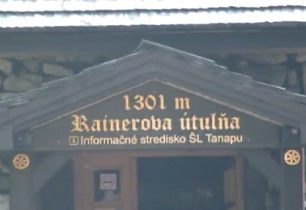 1301 m
Rainerova útulňa
i Informačné stredisko ŠL Tanapu